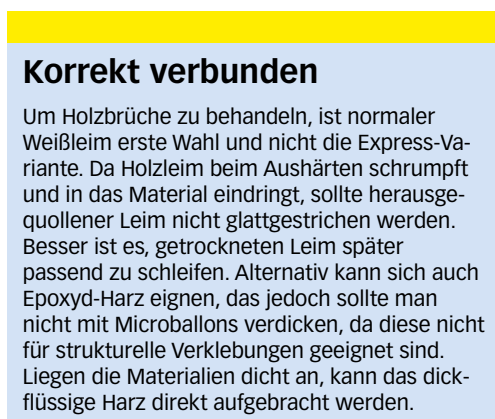 Korrekt verbunden
Um Holzbrüche zu behandeln, ist normaler
Weißleim erste Wahl und nicht die Express-Va-
riante. Da Holzleim beim Aushärten schrumpft
und in das Material eindringt, sollte herausge-
quollener Leim nicht glattgestrichen werden.
Besser ist es, getrockneten Leim später
passend zu schleifen. Alternativ kann sich auch
Epoxyd-Harz eignen, das jedoch sollte man
nicht mit Microballons verdicken, da diese nicht
für strukturelle Verklebungen geeignet sind.
Liegen die Materialien dicht an, kann das dick-
flüssige Harz direkt aufgebracht werden.